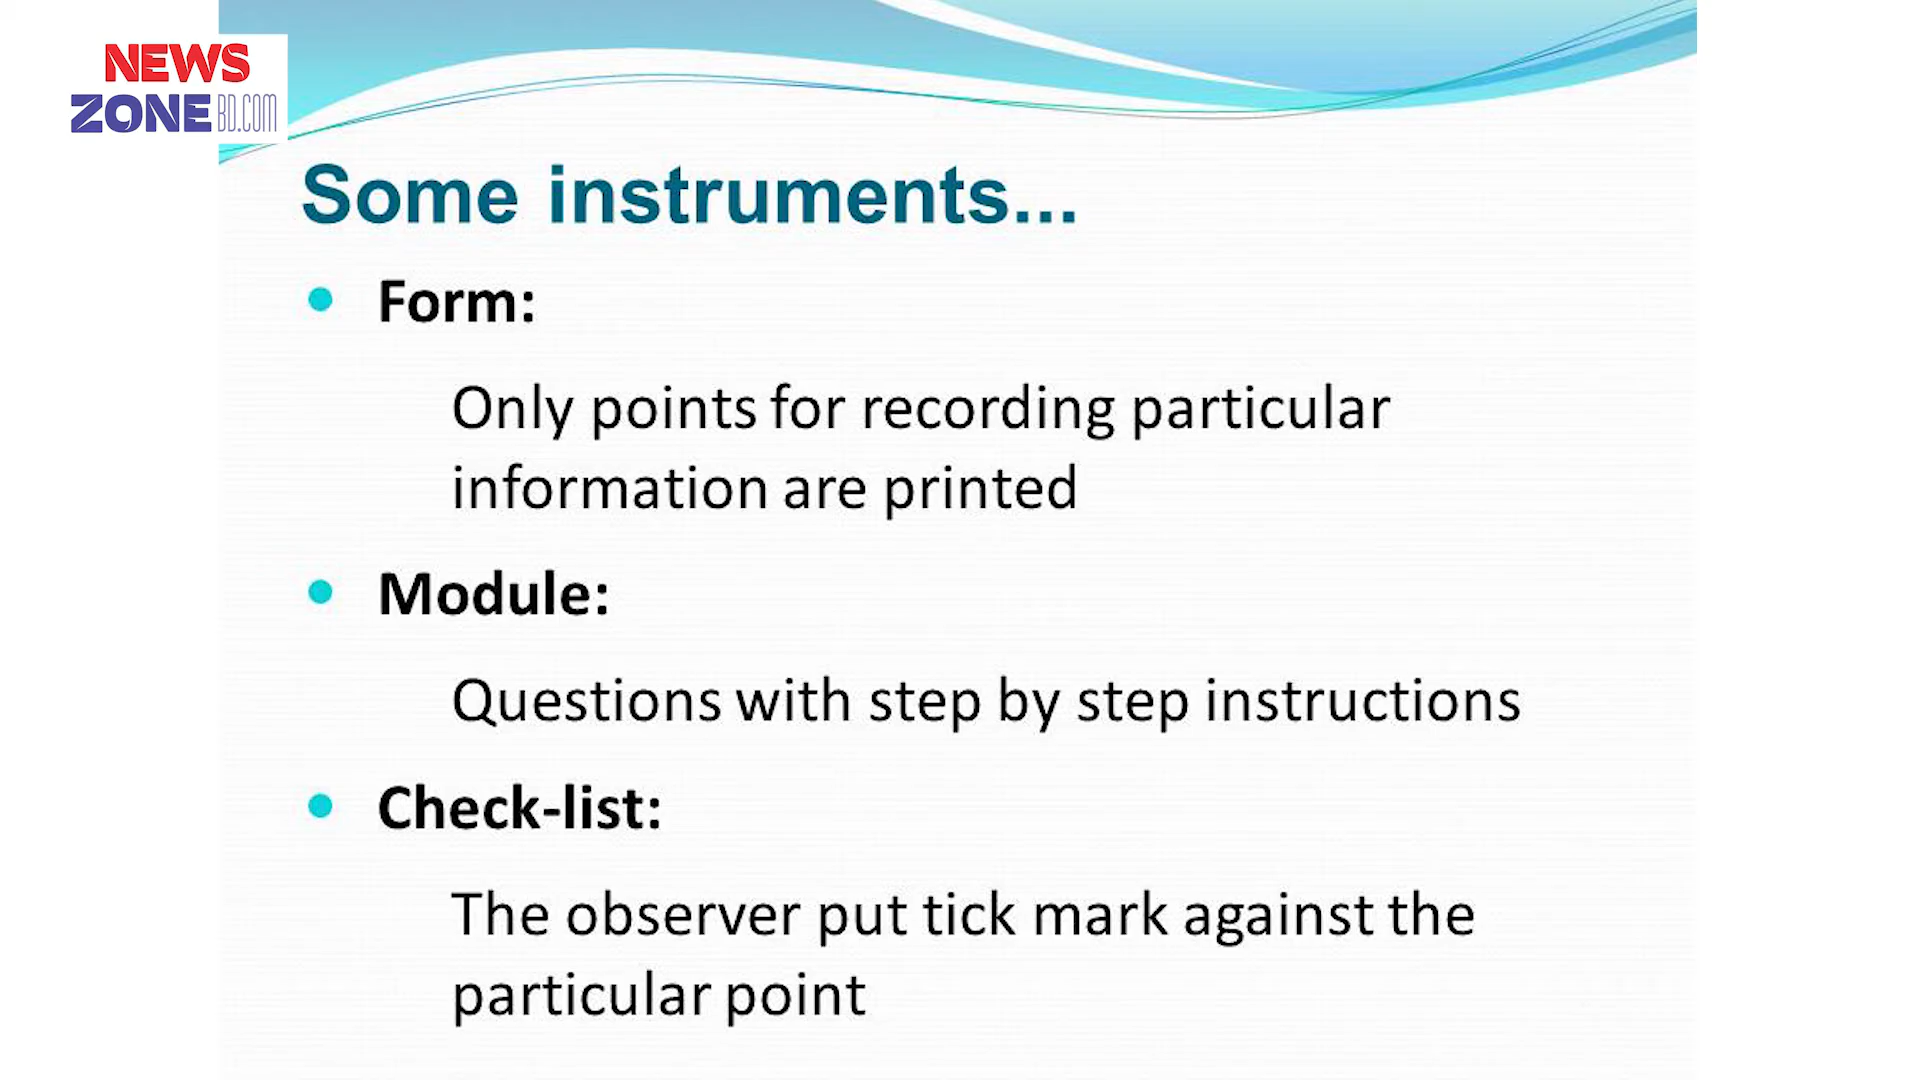 NEWS
ZONE BD.COM
Some instruments...
• Form:
Only points for recording particular
information are printed
• Module:
Questions with step by step instructions
• Check-list:
The observer put tick mark against the
particular point